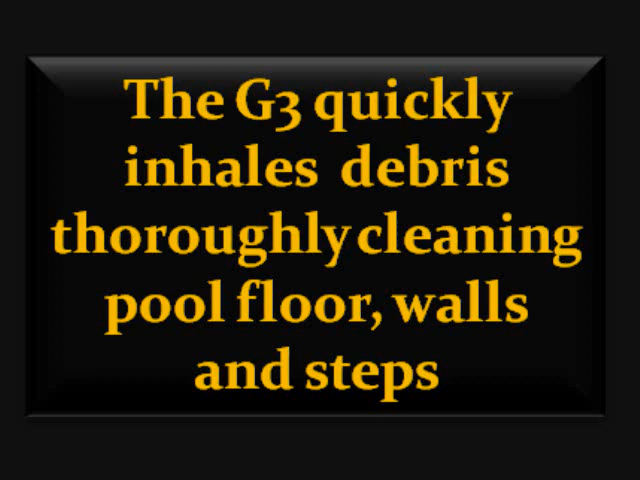 The G3 quickly
inhales debris
thoroughly cleaning
pool floor, walls
and steps